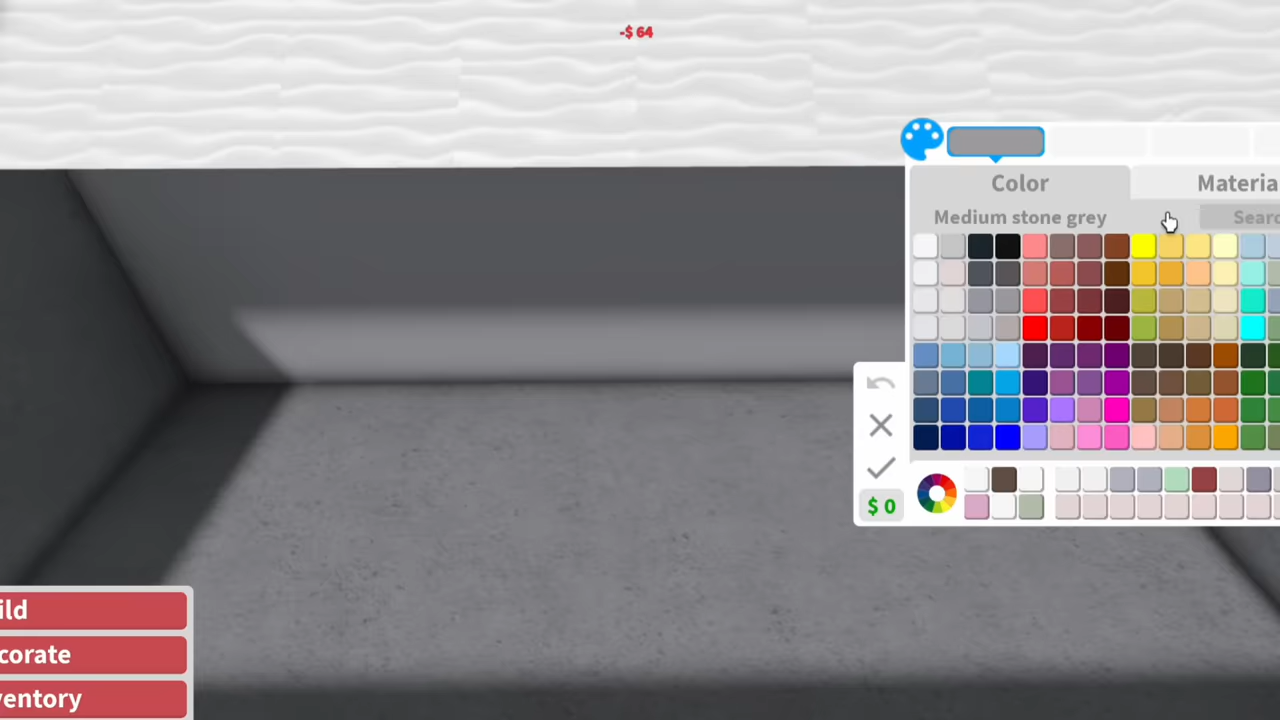 -$ 64
Color
Materia
Medium stone grey
Searc
$ 0
ild
corate
ventory